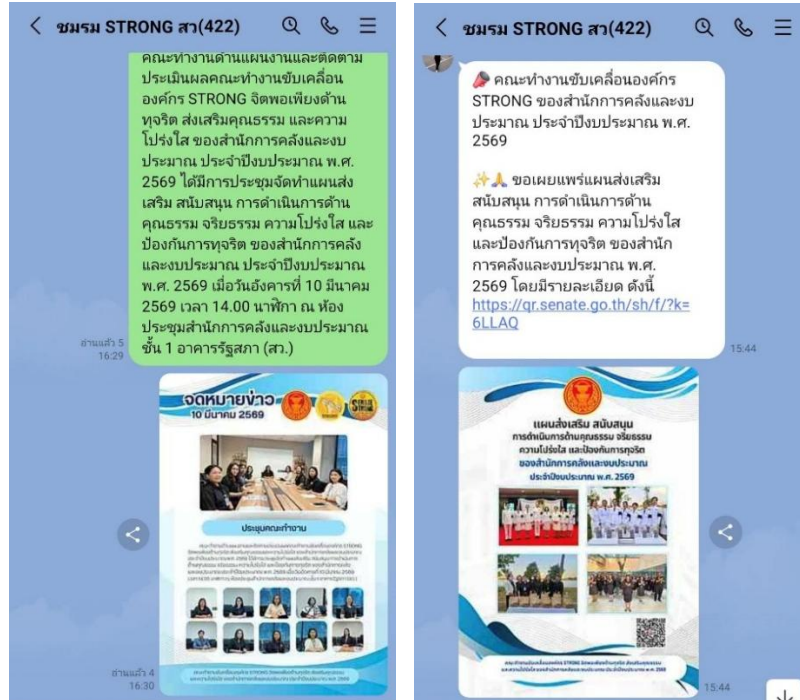 ชมรม STRONG สว(422)
คณะทำงานด้านแผนงานและติดตาม
ประเมินผลคณะทำงานขับเคลื่อน
องค์กร STRONG จิตพอเพียงด้าน
ทุจริต ส่งเสริมคุณธรรม และความ
โปร่งใส ของสำนักการคลังและงบ
ประมาณ ประจำปีงบประมาณ พ.ศ.
2569 ได้มีการประชุมจัดทำแผนส่ง
เสริม สนับสนุน การดำเนินการด้าน
คุณธรรม จริยธรรม ความโปร่งใส และ
ป้องกันการทุจริต ของสำนักการคลัง
และงบประมาณ ประจำปีงบประมาณ
พ.ศ. 2569 เมื่อวันอังคารที่ 10 มีนาคม
2569 เวลา 14.00 นาฬิกา ณ ห้อง
ประชุมสำนักการคลังและงบประมาณ
ชั้น 1 อาคารรัฐสภา (สว.)
อ่านแล้ว 5
16:29
จดหมายข่าว
10 มีนาคม 2569
ประชุมคณะทำงาน
อ่านแล้ว 4
16:30
ชมรม STRONG สว(422)
📣 คณะทำงานขับเคลื่อนองค์กร
STRONG ของสำนักการคลังและงบ
ประมาณ ประจำปีงบประมาณ พ.ศ.
2569
✨🙏 ขอเผยแพร่แผนส่งเสริม
สนับสนุน การดำเนินการด้าน
คุณธรรม จริยธรรม ความโปร่งใส
และป้องกันการทุจริต ของสำนัก
การคลังและงบประมาณ
ประจำปีงบประมาณ พ.ศ.
2569 โดยมีรายละเอียด ดังนี้
https://qr.senate.go.th/sh/f/?k=
6LLAQ
15:44
แผนส่งเสริม สนับสนุน
การดำเนินการด้านคุณธรรม จริยธรรม
ความโปร่งใส และป้องกันการทุจริต
ของสำนักการคลังและงบประมาณ
ประจำปีงบประมาณ พ.ศ. 2569
15:44